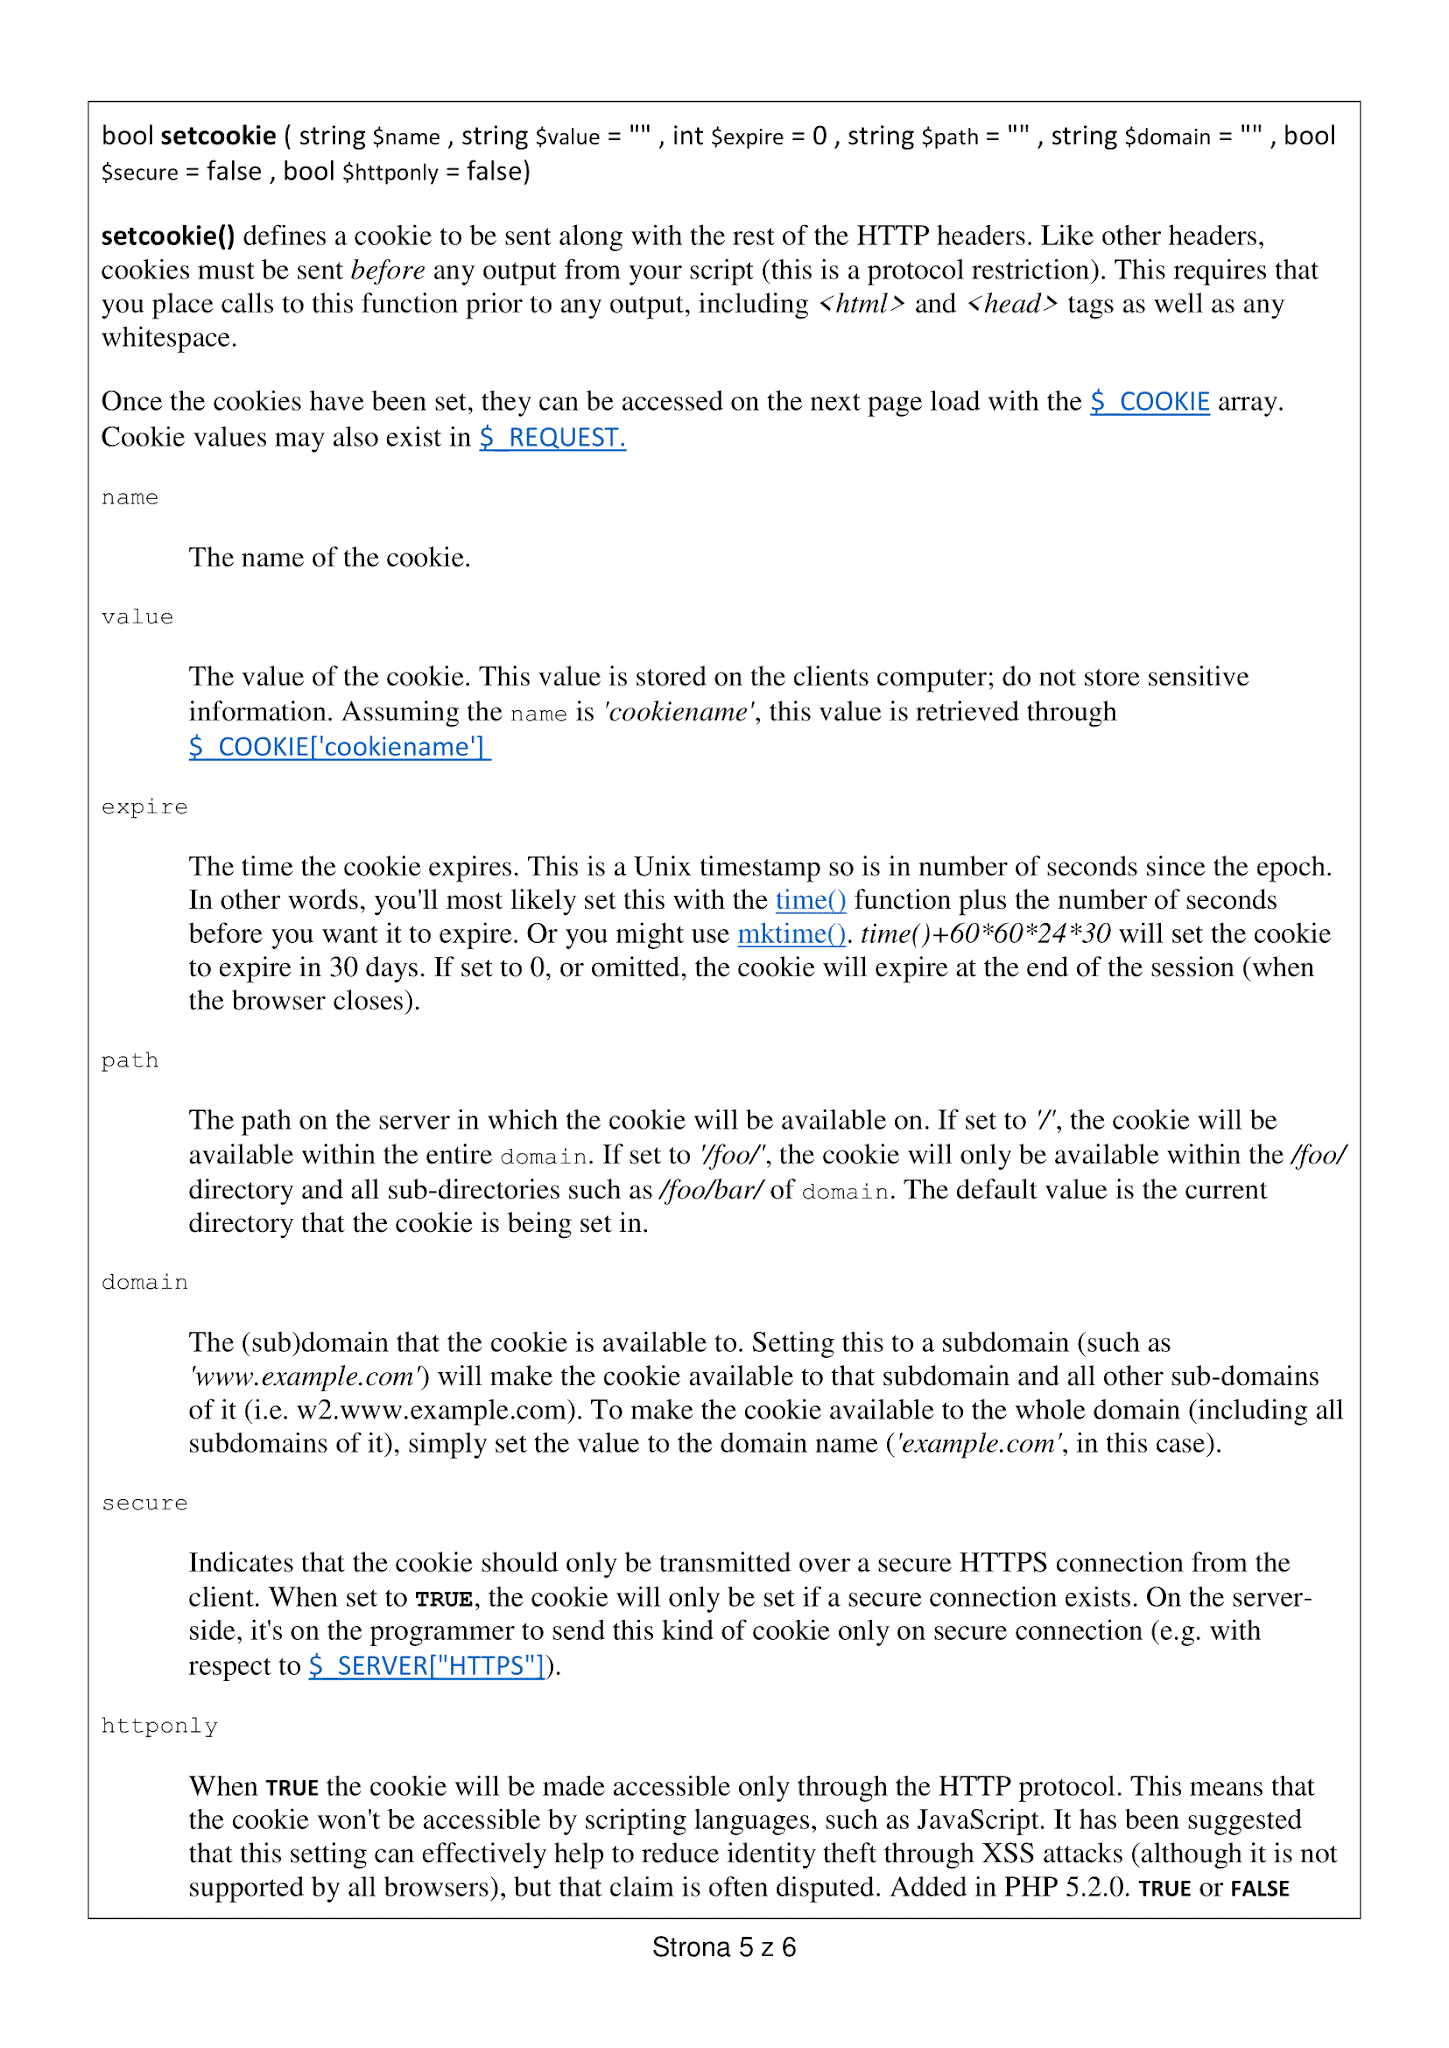 bool setcookie ( string $name , string $value = "" , int $expire = 0 , string $path = "" , string $domain = "" , bool
$secure = false , bool $httponly = false)
setcookie() defines a cookie to be sent along with the rest of the HTTP headers. Like other headers,
cookies must be sent before any output from your script (this is a protocol restriction). This requires that
you place calls to this function prior to any output, including <html> and <head> tags as well as any
whitespace.
Once the cookies have been set, they can be accessed on the next page load with the $_COOKIE array.
Cookie values may also exist in $_REQUEST.
name
The name of the cookie.
value
The value of the cookie. This value is stored on the clients computer; do not store sensitive
information. Assuming the name is 'cookiename', this value is retrieved through
$_COOKIE['cookiename']
expire
The time the cookie expires. This is a Unix timestamp so is in number of seconds since the epoch.
In other words, you'll most likely set this with the time() function plus the number of seconds
before you want it to expire. Or you might use mktime(). time()+60*60*24*30 will set the cookie
to expire in 30 days. If set to 0, or omitted, the cookie will expire at the end of the session (when
the browser closes).
path
The path on the server in which the cookie will be available on. If set to '/', the cookie will be
available within the entire domain. If set to '/foo/', the cookie will only be available within the /foo/
directory and all sub-directories such as /foo/bar/ of domain. The default value is the current
directory that the cookie is being set in.
domain
The (sub)domain that the cookie is available to. Setting this to a subdomain (such as
'www.example.com') will make the cookie available to that subdomain and all other sub-domains
of it (i.e. w2.www.example.com). To make the cookie available to the whole domain (including all
subdomains of it), simply set the value to the domain name ('example.com', in this case).
secure
Indicates that the cookie should only be transmitted over a secure HTTPS connection from the
client. When set to TRUE, the cookie will only be set if a secure connection exists. On the server-
side, it's on the programmer to send this kind of cookie only on secure connection (e.g. with
respect to $_SERVER["HTTPS"]).
httponly
When TRUE the cookie will be made accessible only through the HTTP protocol. This means that
the cookie won't be accessible by scripting languages, such as JavaScript. It has been suggested
that this setting can effectively help to reduce identity theft through XSS attacks (although it is not
supported by all browsers), but that claim is often disputed. Added in PHP 5.2.0. TRUE or FALSE
Strona 5 z 6